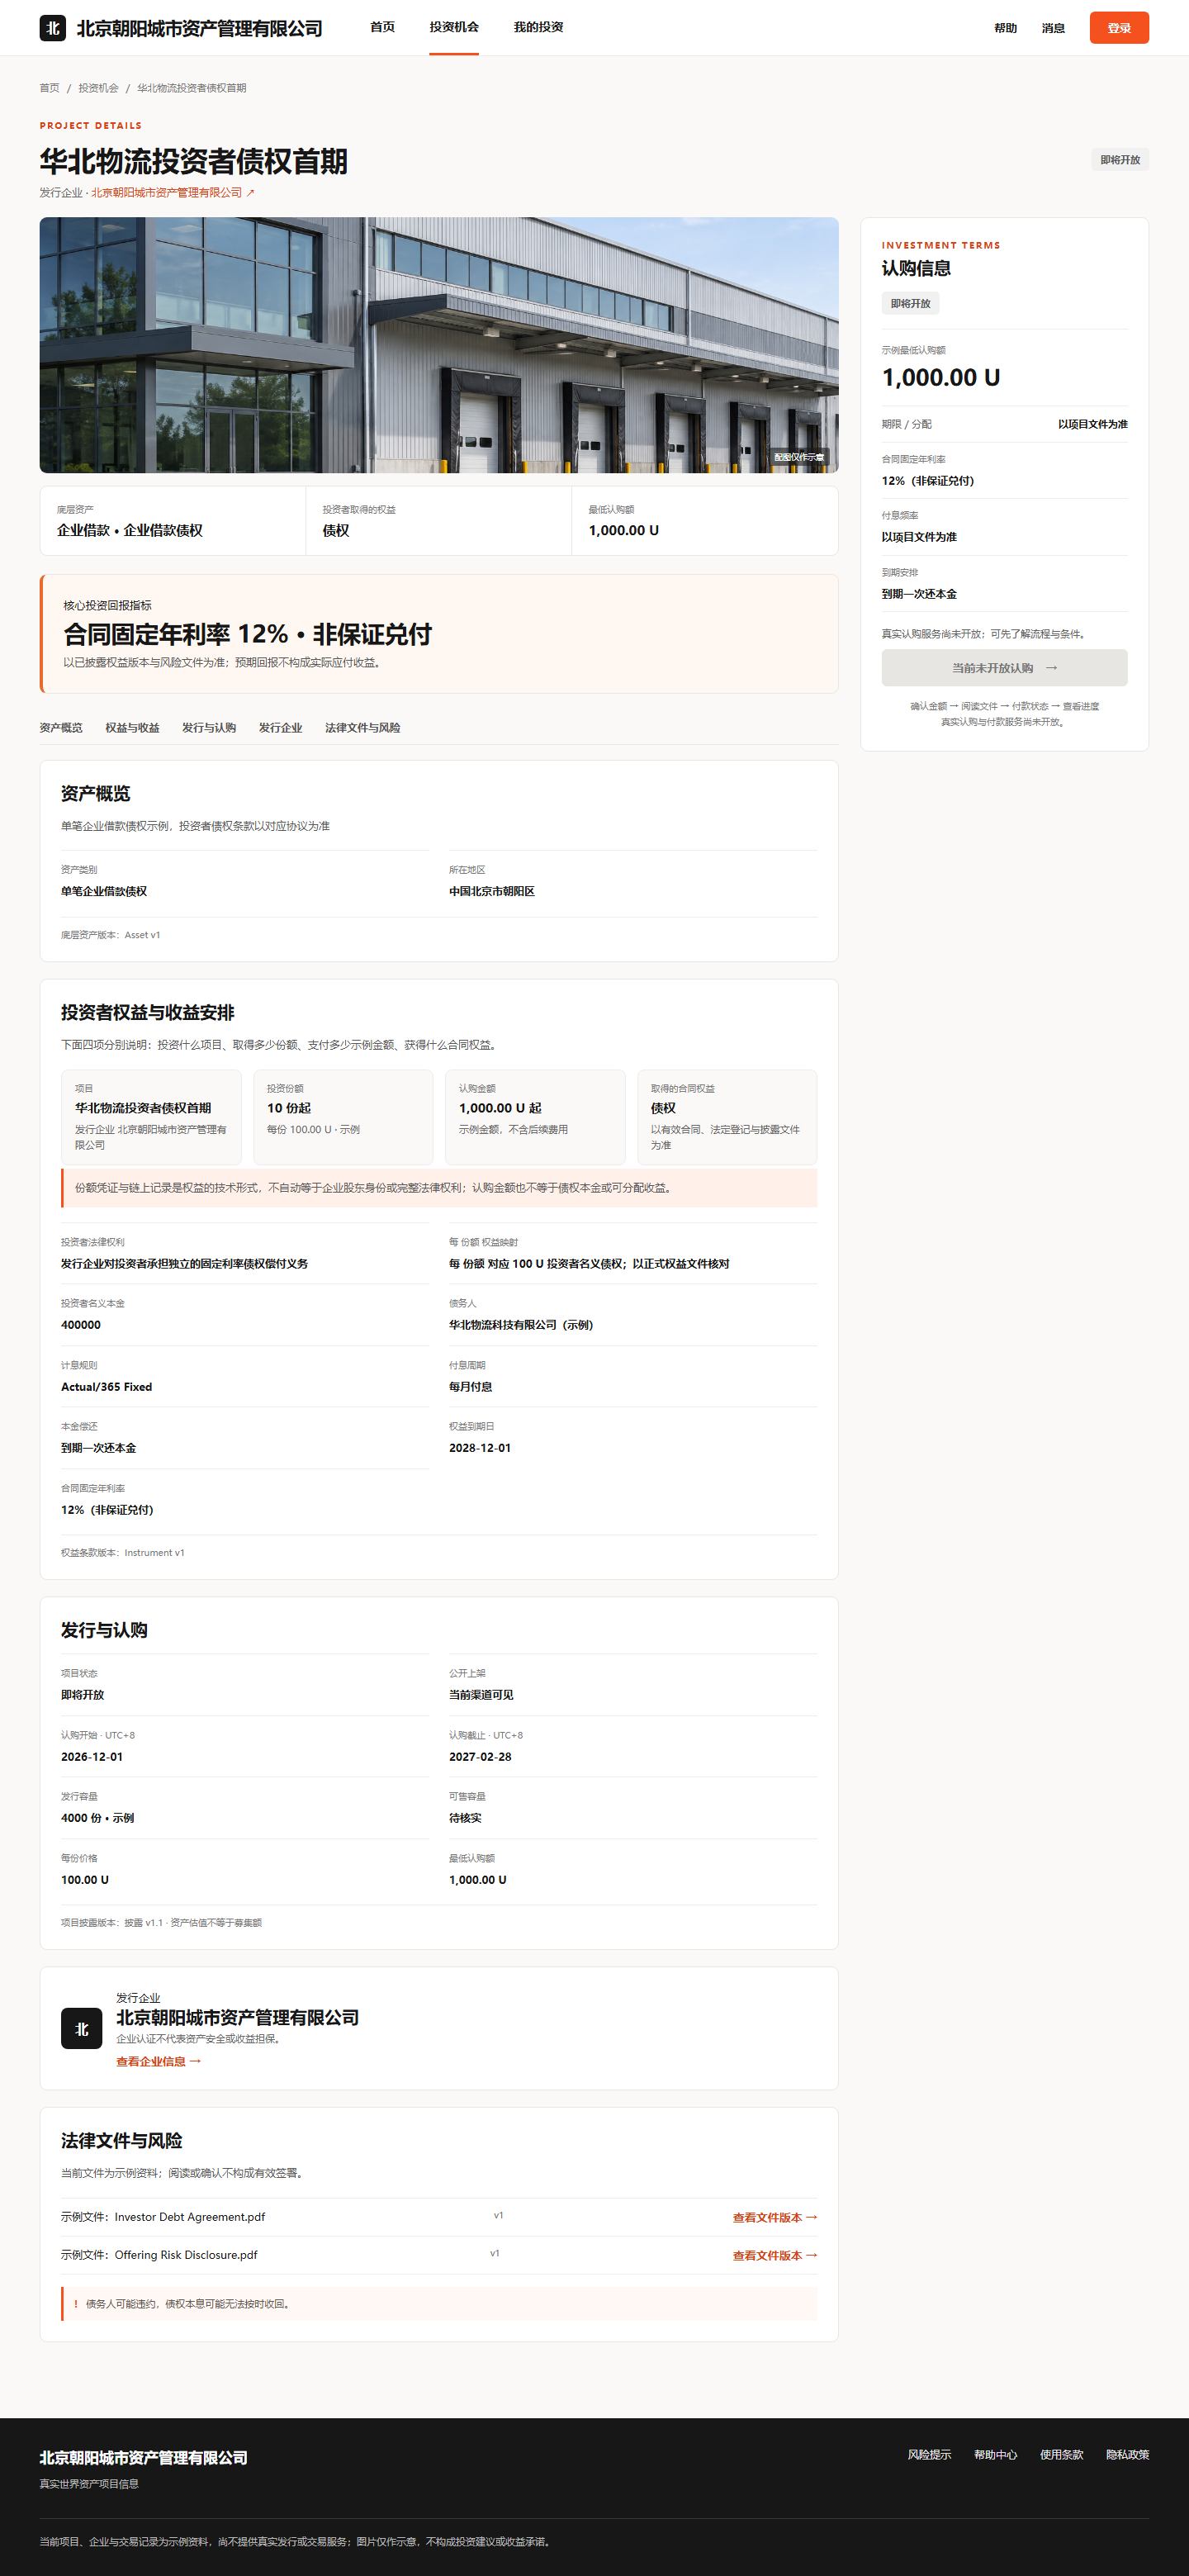 北 北京朝阳城市资产管理有限公司 首页 投资机会 我的投资 帮助 消息 登录
首页 / 投资机会 / 华北物流投资者债权首期
PROJECT DETAILS
华北物流投资者债权首期
即将开放
发行企业 · 北京朝阳城市资产管理有限公司 ↗
配图仅作示意
底层资产
企业借款 • 企业借款债权
投资者取得的权益
债权
最低认购额
1,000.00 U
核心投资回报指标
合同固定年利率 12% • 非保证兑付
以已披露权益版本与风险文件为准；预期回报不构成实际应付收益。
INVESTMENT TERMS
认购信息
即将开放
示例最低认购额
1,000.00 U
期限 / 分配 以项目文件为准
合同固定年利率
12%（非保证兑付）
付息频率
以项目文件为准
到期安排
到期一次还本金
真实认购服务尚未开放；可先了解流程与条件。
当前未开放认购 →
确认金额 → 阅读文件 → 付款状态 → 查看进度
真实认购与付款服务尚未开放。
资产概览 权益与收益 发行与认购 发行企业 法律文件与风险
资产概览
单笔企业借款债权示例，投资者债权条款以对应协议为准
资产类别
单笔企业借款债权
所在地区
中国北京市朝阳区
底层资产版本：Asset v1
投资者权益与收益安排
下面四项分别说明：投资什么项目、取得多少份额、支付多少示例金额、获得什么合同权益。
项目
华北物流投资者债权首期
发行企业 北京朝阳城市资产管理有
限公司
投资份额
10 份起
每份 100.00 U · 示例
认购金额
1,000.00 U 起
示例金额，不含后续费用
取得的合同权益
债权
以有效合同、法定登记与披露文件
为准
份额凭证与链上记录是权益的技术形式，不自动等于企业股东身份或完整法律权利；认购金额也不等于债权本金或可分配收益。
投资者法律权利
发行企业对投资者承担独立的固定利率债权偿付义务
每 份额 权益映射
每 份额 对应 100 U 投资者名义债权；以正式权益文件核对
投资者名义本金
400000
债务人
华北物流科技有限公司（示例）
计息规则
Actual/365 Fixed
付息周期
每月付息
本金偿还
到期一次还本金
权益到期日
2028-12-01
合同固定年利率
12%（非保证兑付）
权益条款版本：Instrument v1
发行与认购
项目状态
即将开放
公开上架
当前渠道可见
认购开始 · UTC+8
2026-12-01
认购截止 · UTC+8
2027-02-28
发行容量
4000 份 • 示例
可售容量
待核实
每份价格
100.00 U
最低认购额
1,000.00 U
项目披露版本：披露 v1.1 · 资产估值不等于募集额
北
发行企业
北京朝阳城市资产管理有限公司
企业认证不代表资产安全或收益担保。
查看企业信息 →
法律文件与风险
当前文件为示例资料；阅读或确认不构成有效签署。
示例文件：Investor Debt Agreement.pdf v1 查看文件版本 →
示例文件：Offering Risk Disclosure.pdf v1 查看文件版本 →
! 债务人可能违约，债权本息可能无法按时收回。
北京朝阳城市资产管理有限公司
真实世界资产项目信息
风险提示 帮助中心 使用条款 隐私政策
当前项目、企业与交易记录为示例资料，尚不提供真实发行或交易服务；图片仅作示意，不构成投资建议或收益承诺。